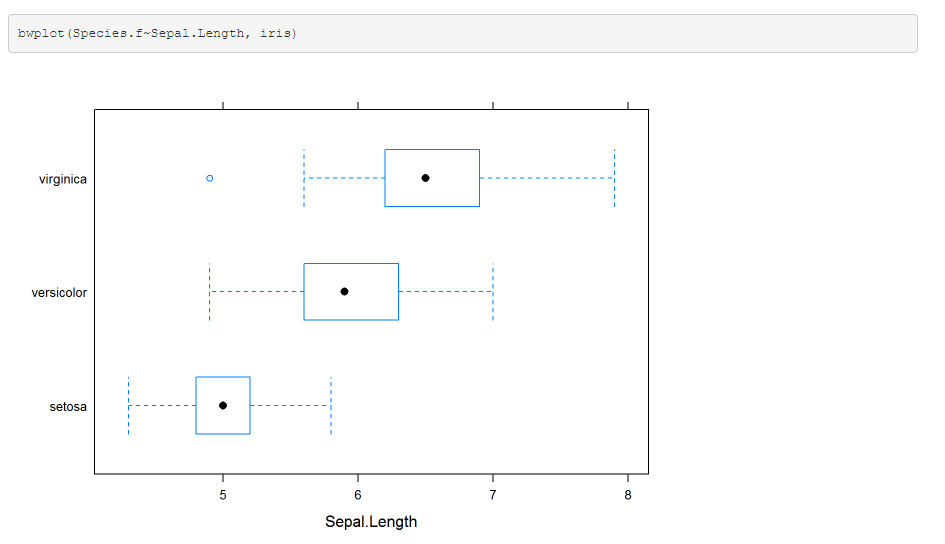 bwplot(Species.f~Sepal.Length, iris)
virginica
versicolor
setosa
5 6 7 8
Sepal.Length